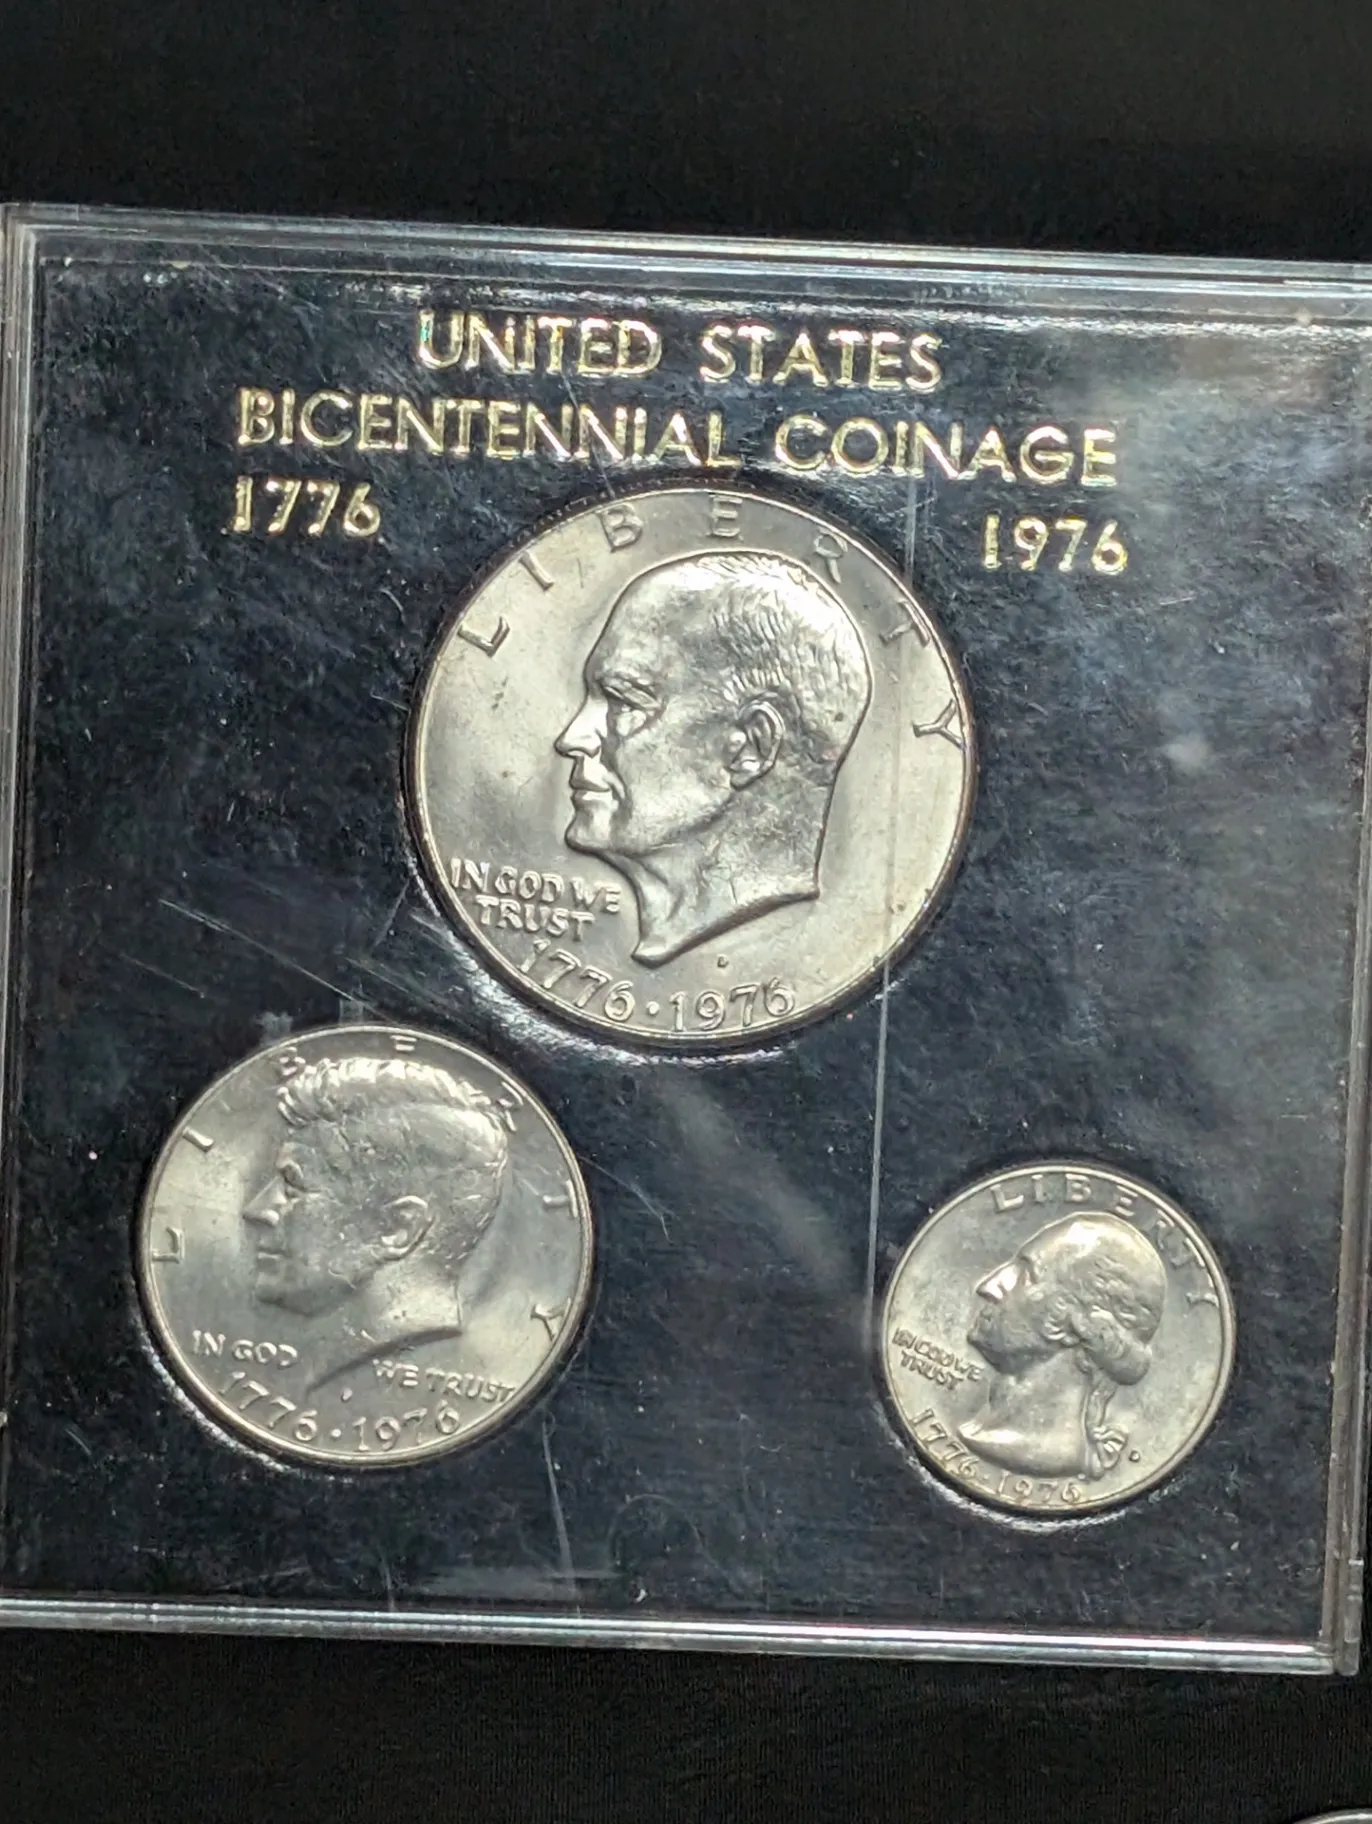 UNITED STATES
BICENTENNIAL COINAGE
1776 1976
LIBERTY
IN GOD WE
TRUST
1776·1976
LIBERTY
IN GOD WE TRUST
1776·1976
LIBERTY
IN GOD WE
TRUST
1776·1976